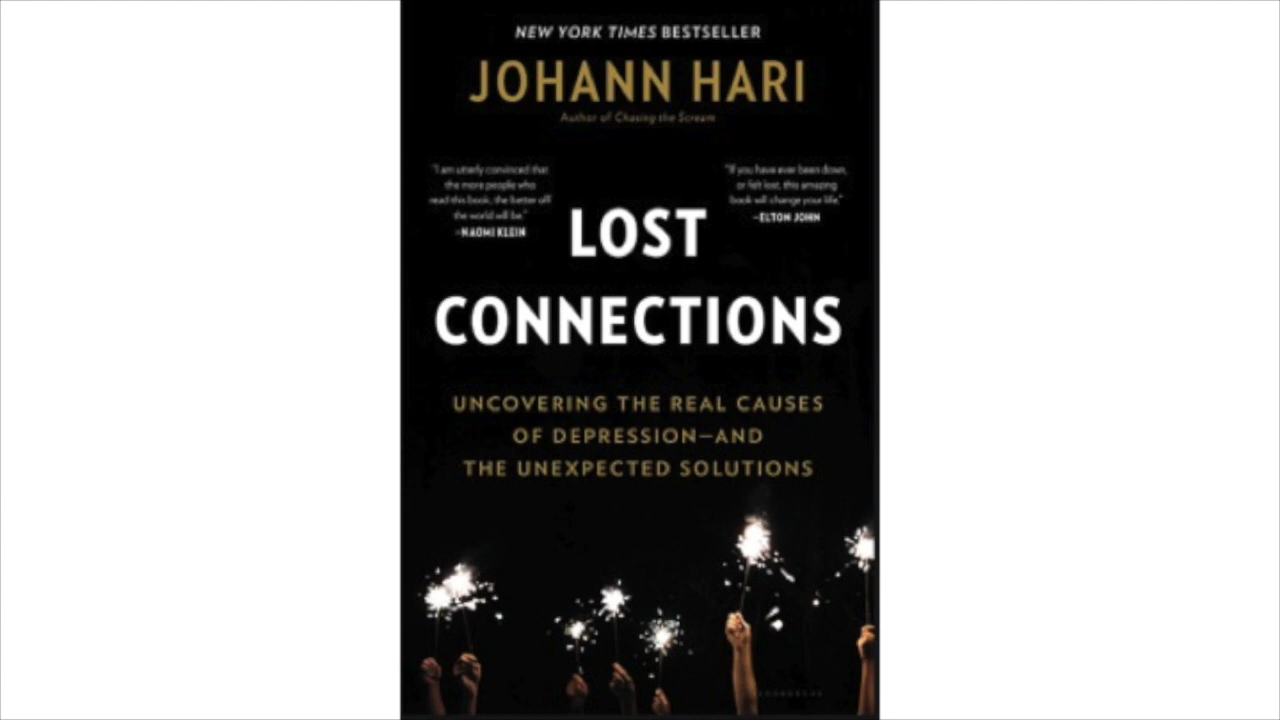 NEW YORK TIMES BESTSELLER
JOHANN HARI
Author of Chasing the Scream
"I am utterly convinced that
the more people who
read this book, the better off
the world will be."
—NAOMI KLEIN
"If you have ever been down,
or felt lost, this amazing
book will change your life."
—ELTON JOHN
LOST
CONNECTIONS
UNCOVERING THE REAL CAUSES
OF DEPRESSION—AND
THE UNEXPECTED SOLUTIONS